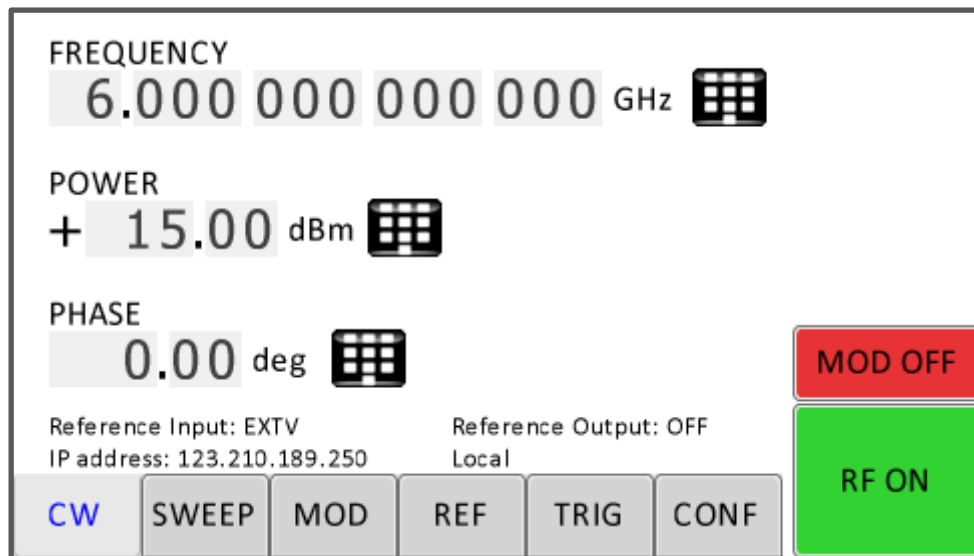 FREQUENCY
6.000 000 000 000 GHz
POWER
+ 15.00 dBm
PHASE
0.00 deg
MOD OFF
Reference Input: EXTV Reference Output: OFF
IP address: 123.210.189.250 Local
RF ON
CW SWEEP MOD REF TRIG CONF